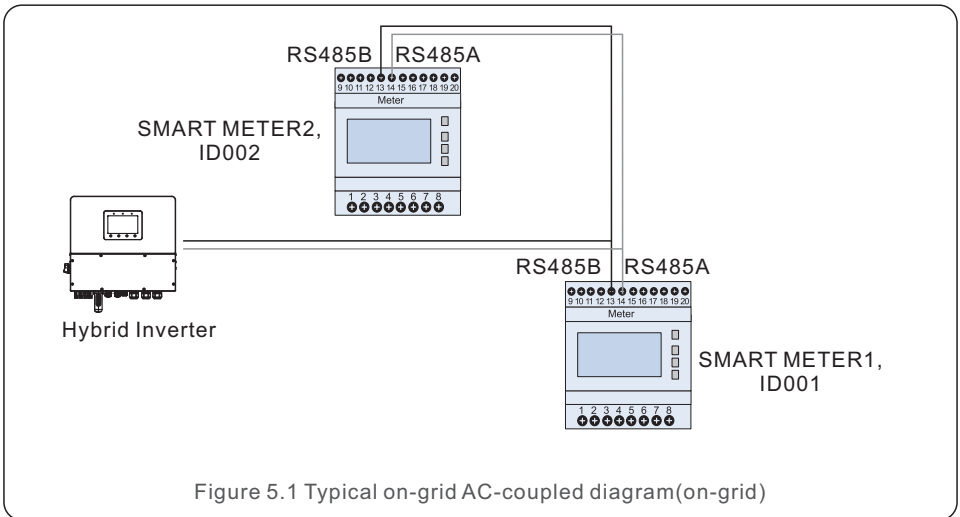 RS485B RS485A
9 10 11 12 13 14 15 16 17 18 19 20
Meter
SMART METER2,
ID002
1 2 3 4 5 6 7 8
Hybrid Inverter
RS485B RS485A
9 10 11 12 13 14 15 16 17 18 19 20
Meter
SMART METER1,
ID001
1 2 3 4 5 6 7 8
Figure 5.1 Typical on-grid AC-coupled diagram(on-grid)